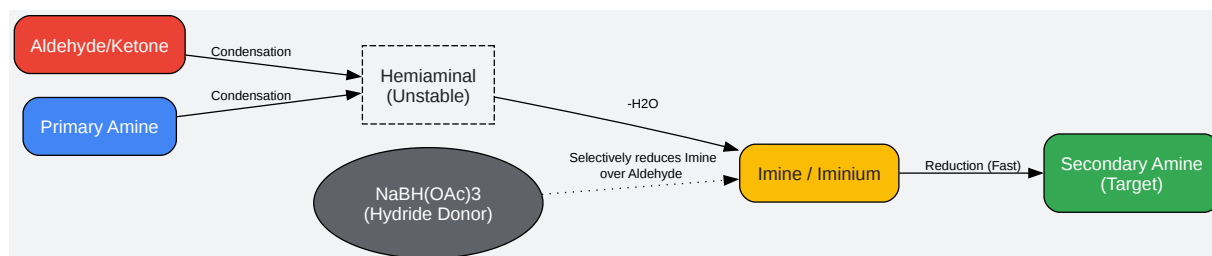 Aldehyde/Ketone
Condensation
Primary Amine
Condensation
Hemiaminal
(Unstable)
-H2O
NaBH(OAc)3
(Hydride Donor)
Selectively reduces Imine
over Aldehyde
Imine / Iminium
Reduction (Fast)
Secondary Amine
(Target)